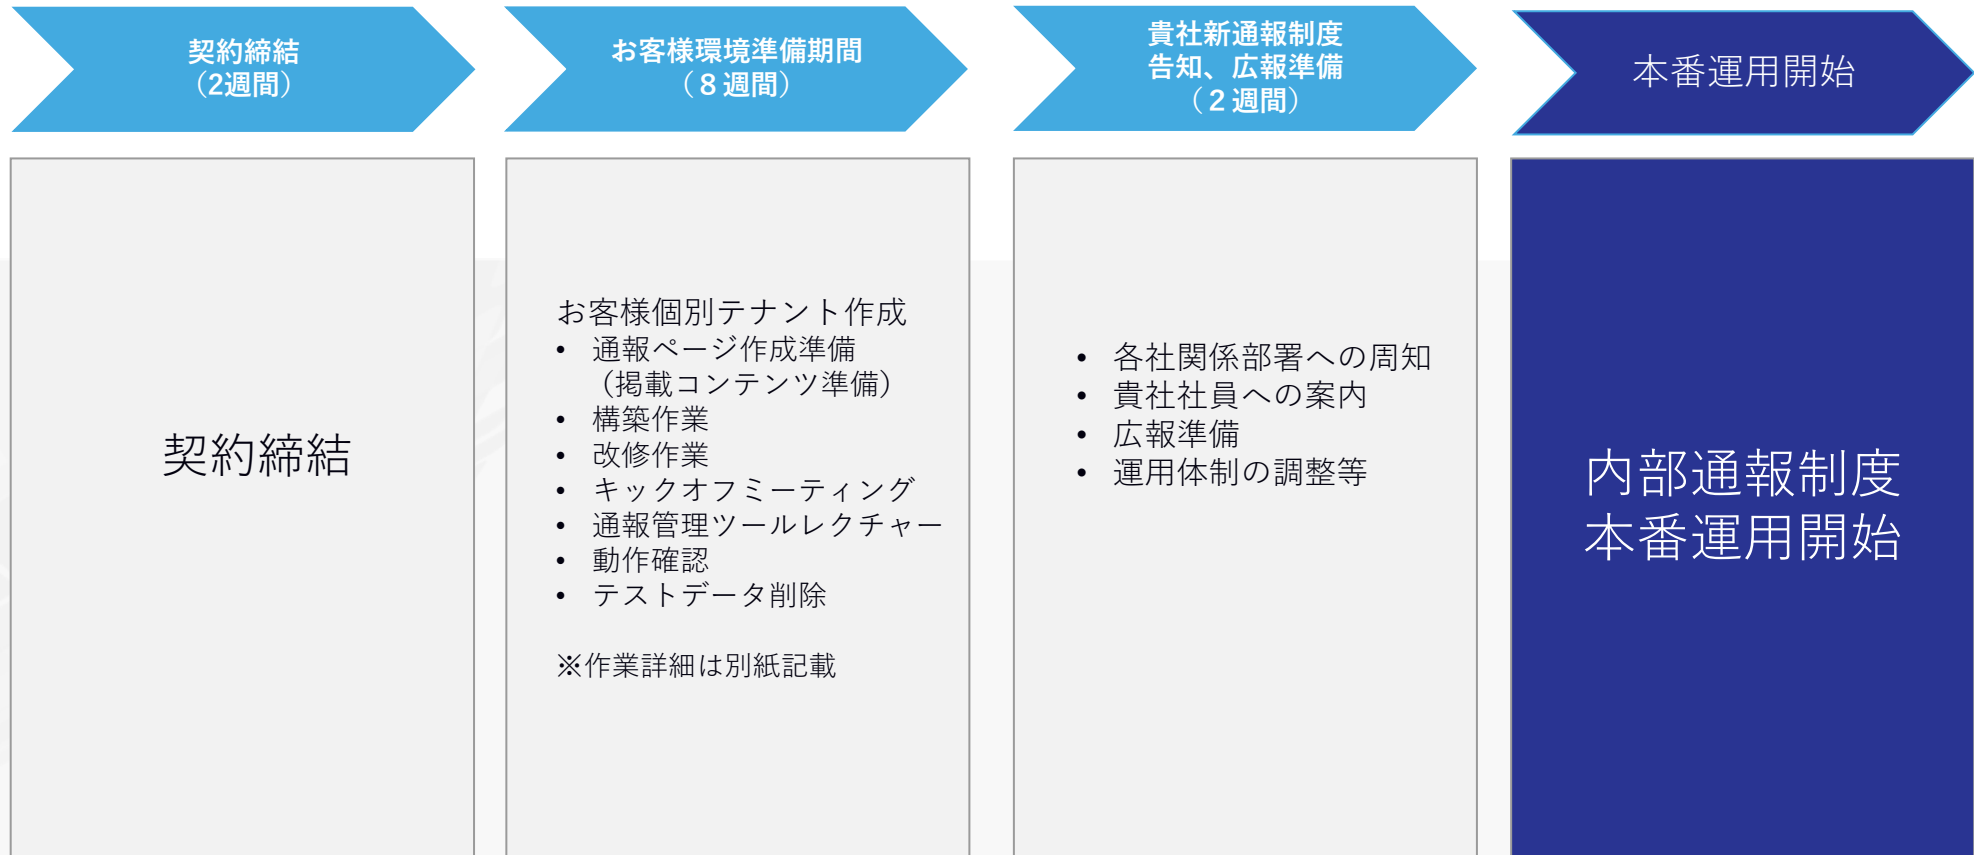 契約締結
（2週間）
お客様環境準備期間
（８週間）
貴社新通報制度
告知、広報準備
（２週間）
本番運用開始
契約締結
お客様個別テナント作成
• 通報ページ作成準備
（掲載コンテンツ準備）
• 構築作業
• 改修作業
• キックオフミーティング
• 通報管理ツールレクチャー
• 動作確認
• テストデータ削除
※作業詳細は別紙記載
• 各社関係部署への周知
• 貴社社員への案内
• 広報準備
• 運用体制の調整等
内部通報制度
本番運用開始